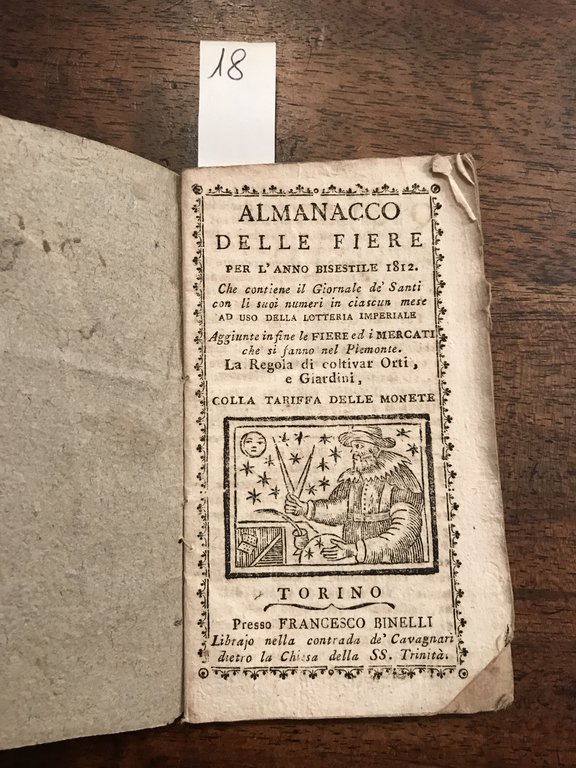 18
ALMANACCO
DELLE FIERE
PER L'ANNO BISESTILE 1812.
Che contiene il Giornale de' Santi
con li suoi numeri in ciascun mese
AD USO DELLA LOTTERIA IMPERIALE
Aggiunte infine le FIERE ed i MERCATI
che si fanno nel Piemonte.
La Regola di coltivar Orti,
e Giardini,
COLLA TARIFFA DELLE MONETE
TORINO
Presso FRANCESCO BINELLI
Librajo nella contrada de' Cavagnari
dietro la Chiesa della SS. Trinità.